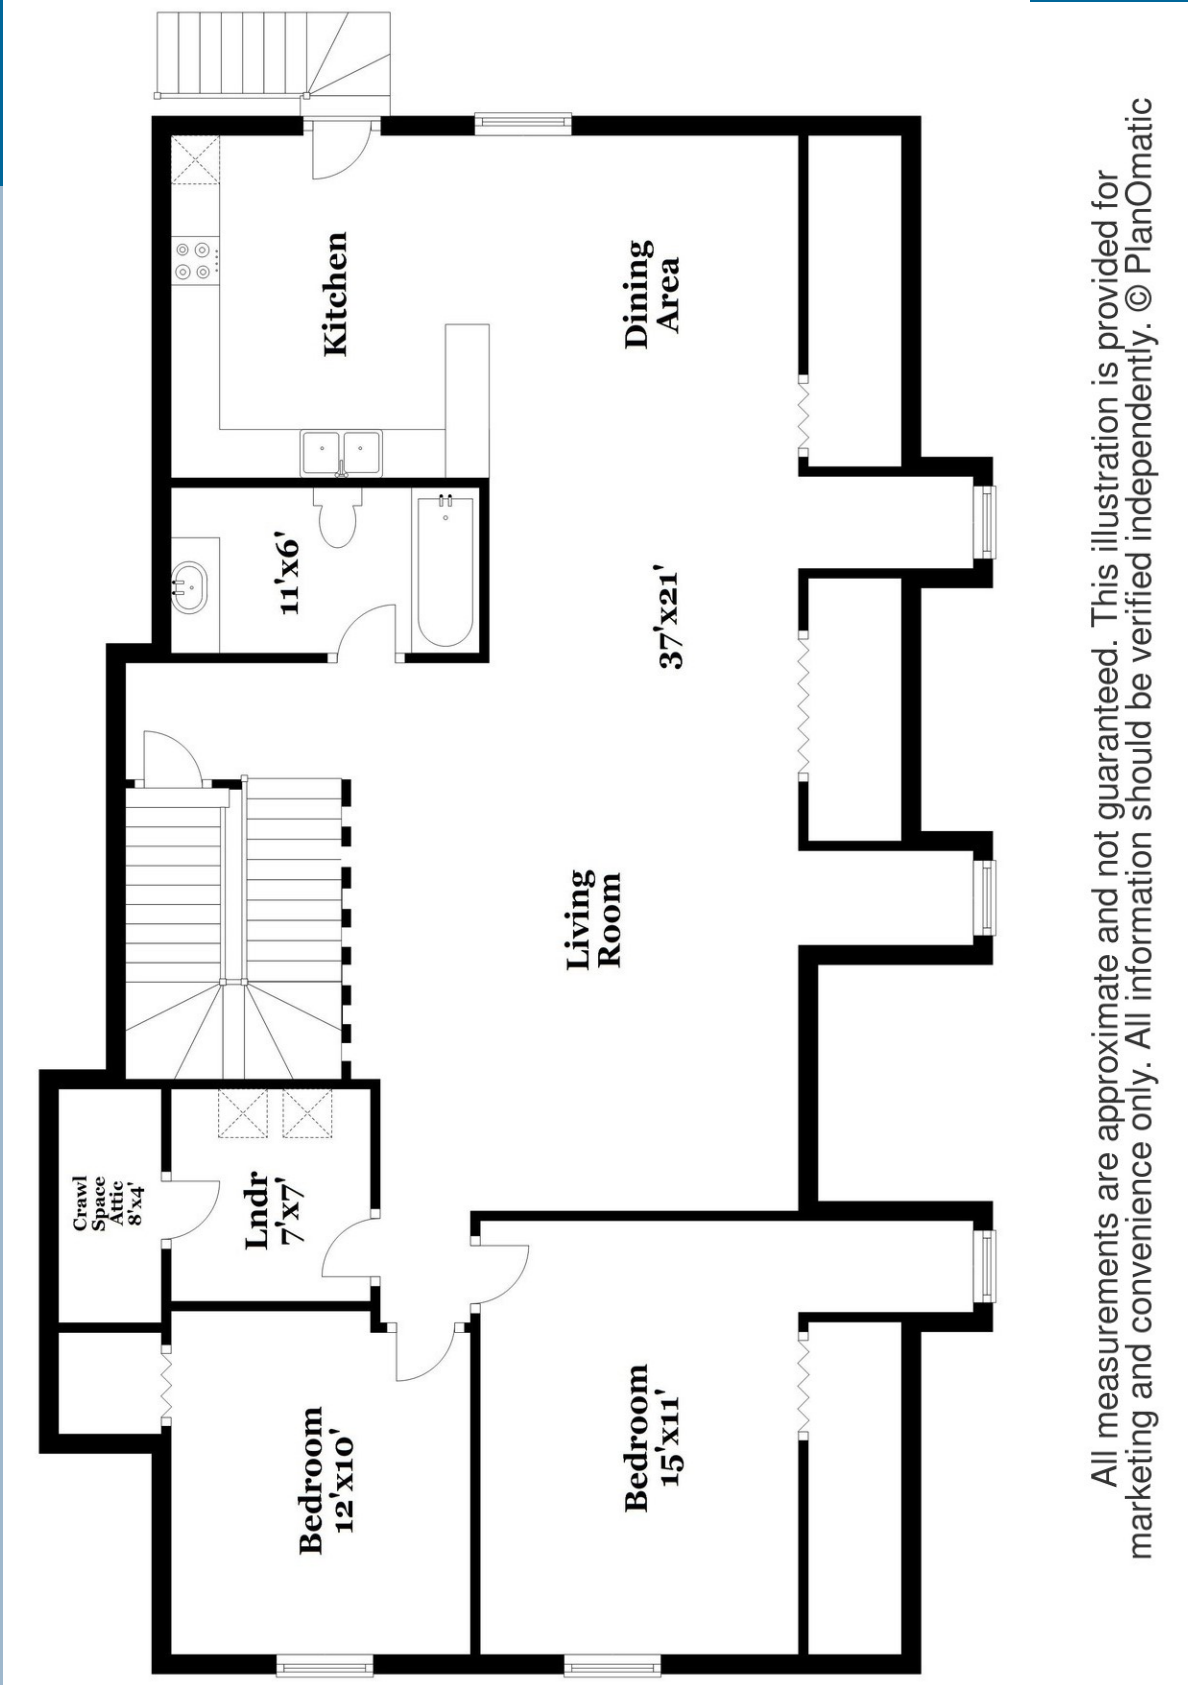 Kitchen
Dining
Area
11'x6'
37'x21'
Living
Room
Crawl
Space
Attic
8'x4'
Lndr
7'x7'
Bedroom
12'x10'
Bedroom
15'x11'
All measurements are approximate and not guaranteed. This illustration is provided for
marketing and convenience only. All information should be verified independently. © PlanOmatic